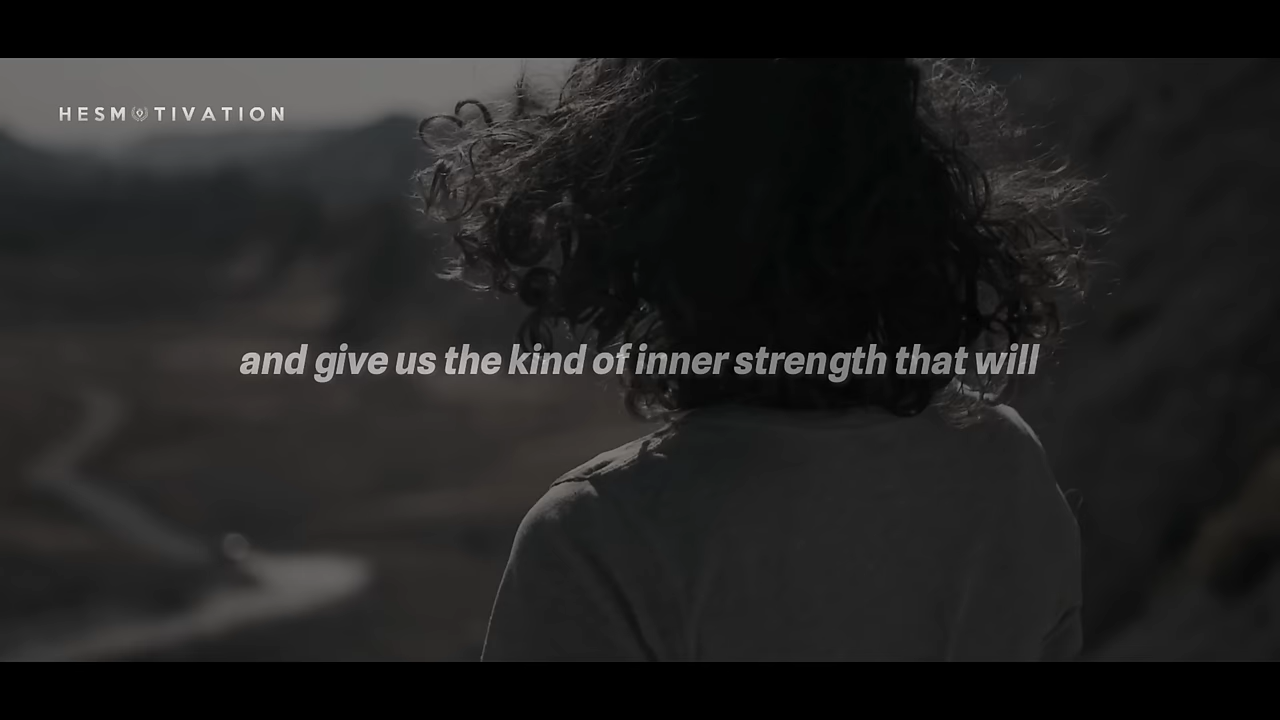 HESMOTIVATION
and give us the kind of inner strength that will